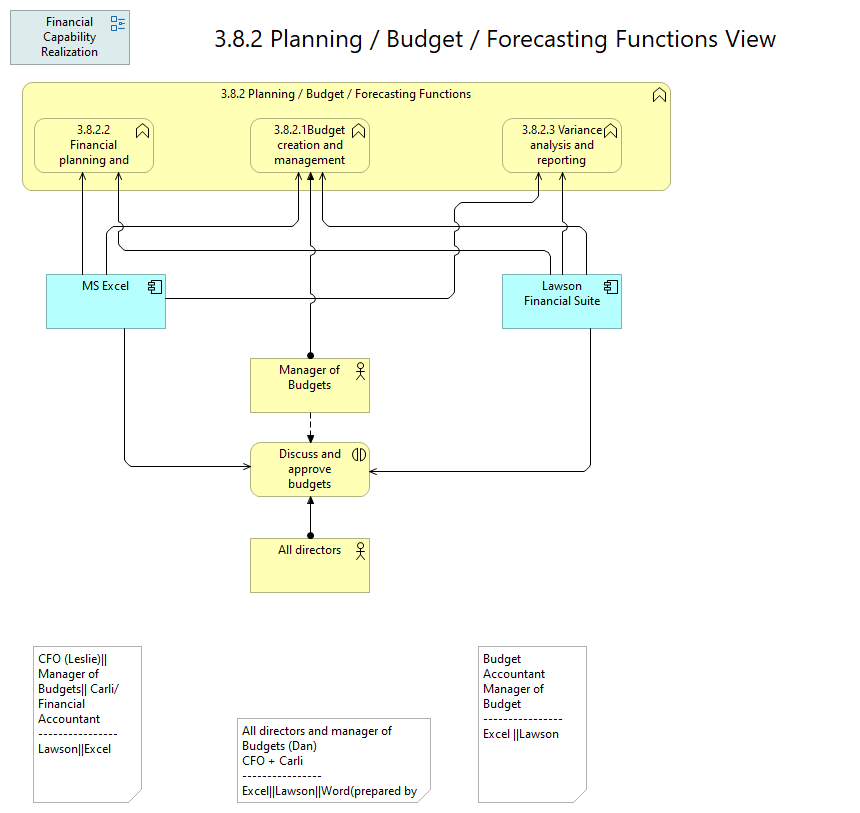 Financial
Capability
Realization
3.8.2 Planning / Budget / Forecasting Functions View
3.8.2 Planning / Budget / Forecasting Functions
3.8.2.2
Financial
planning and
3.8.2.1Budget
creation and
management
3.8.2.3 Variance
analysis and
reporting
MS Excel
Lawson
Financial Suite
Manager of
Budgets
Discuss and
approve
budgets
All directors
CFO (Leslie)||
Manager of
Budgets|| Carli/
Financial
Accountant
----------------
Lawson||Excel
All directors and manager of
Budgets (Dan)
CFO + Carli
----------------
Excel||Lawson||Word(prepared by
Budget
Accountant
Manager of
Budget
----------------
Excel ||Lawson